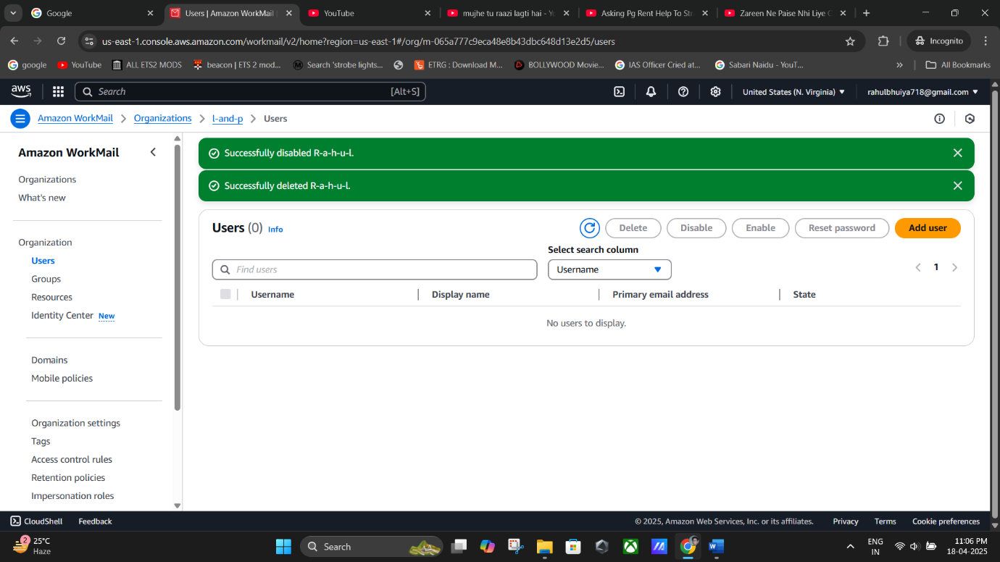 Google
Users | Amazon WorkMail
YouTube
mujhe tu raazi lagti hai - Yo
Asking Pg Rent Help To Str
Zareen Ne Paise Nhi Liye
us-east-1.console.aws.amazon.com/workmail/v2/home?region=us-east-1#/org/m-065a777c9eca48e8b43dbc648d13e2d5/users
Incognito
google
YouTube
ALL ETS2 MODS
beacon | ETS 2 mod...
Search 'strobe lights...
ETRG : Download M...
BOLLYWOOD Movie...
IAS Officer Cried at...
Sabari Naidu - YouT...
All Bookmarks
aws
Search
[Alt+S]
United States (N. Virginia)
rahulbhuiya718@gmail.com
Amazon WorkMail
Organizations
l-and-p
Users
Amazon WorkMail
Organizations
What's new
Organization
Users
Groups
Resources
Identity Center New
Domains
Mobile policies
Organization settings
Tags
Access control rules
Retention policies
Impersonation roles
Successfully disabled R-a-h-u-l.
Successfully deleted R-a-h-u-l.
Users (0) Info
Delete
Disable
Enable
Reset password
Add user
Select search column
Find users
Username
1
Username
Display name
Primary email address
State
No users to display.
CloudShell
Feedback
© 2025, Amazon Web Services, Inc. or its affiliates.
Privacy
Terms
Cookie preferences
2
25°C
Haze
Search
ENG
IN
11:06 PM
18-04-2025